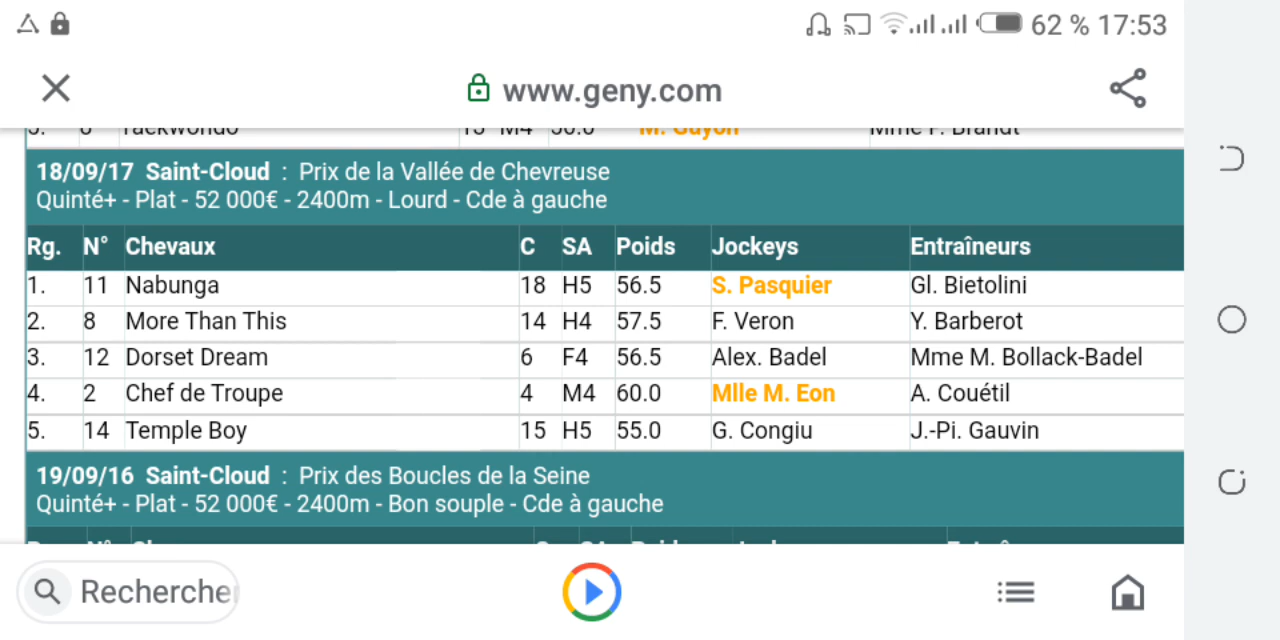 62 % 17:53
www.geny.com
18/09/17 Saint-Cloud : Prix de la Vallée de Chevreuse
Quinté+ - Plat - 52 000€ - 2400m - Lourd - Cde à gauche
Rg. N° Chevaux C SA Poids Jockeys Entraîneurs
1. 11 Nabunga 18 H5 56.5 S. Pasquier Gl. Bietolini
2. 8 More Than This 14 H4 57.5 F. Veron Y. Barberot
3. 12 Dorset Dream 6 F4 56.5 Alex. Badel Mme M. Bollack-Badel
4. 2 Chef de Troupe 4 M4 60.0 Mlle M. Eon A. Couétil
5. 14 Temple Boy 15 H5 55.0 G. Congiu J.-Pi. Gauvin
19/09/16 Saint-Cloud : Prix des Boucles de la Seine
Quinté+ - Plat - 52 000€ - 2400m - Bon souple - Cde à gauche
Rechercher